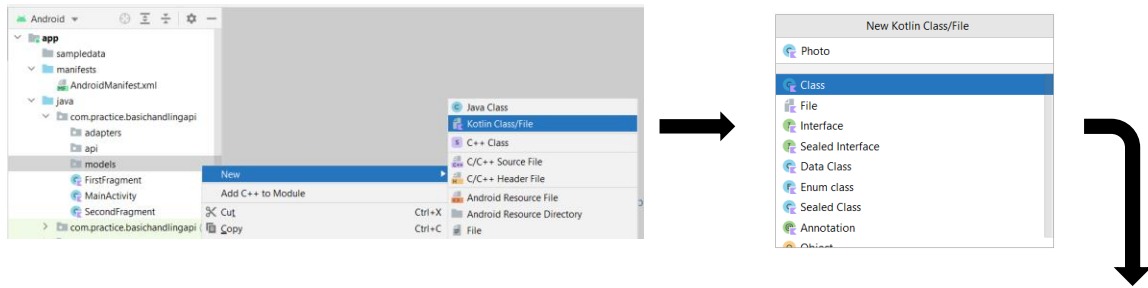 Android
app
sampledata
manifests
AndroidManifest.xml
java
com.practice.basichandlingapi
adapters
api
models
FirstFragment
MainActivity
SecondFragment
com.practice.basichandlingapi (
New
Add C++ to Module
Cut Ctrl+X
Copy Ctrl+C
Java Class
Kotlin Class/File
C++ Class
C/C++ Source File
C/C++ Header File
Android Resource File
Android Resource Directory
File
New Kotlin Class/File
Photo
Class
File
Interface
Sealed Interface
Data Class
Enum class
Sealed Class
Annotation
Object